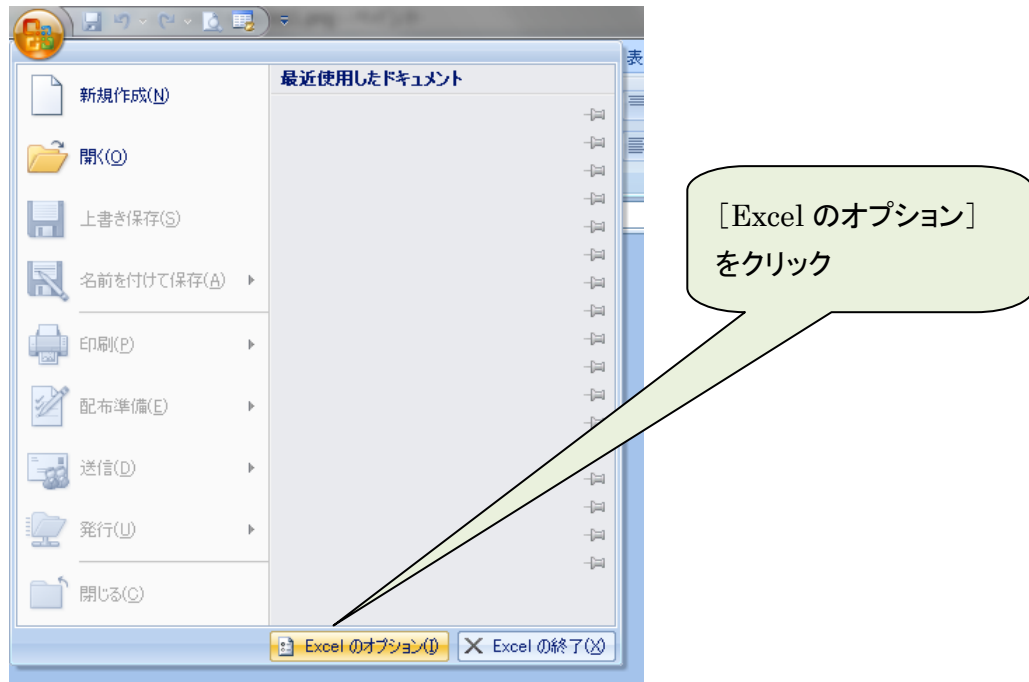 表
最近使用したドキュメント
新規作成(N)
開く(O)
上書き保存(S)
名前を付けて保存(A)
印刷(P)
配布準備(E)
送信(D)
発行(U)
閉じる(C)
Excel のオプション(I)
Excel の終了(X)
［Excel のオプション］
をクリック